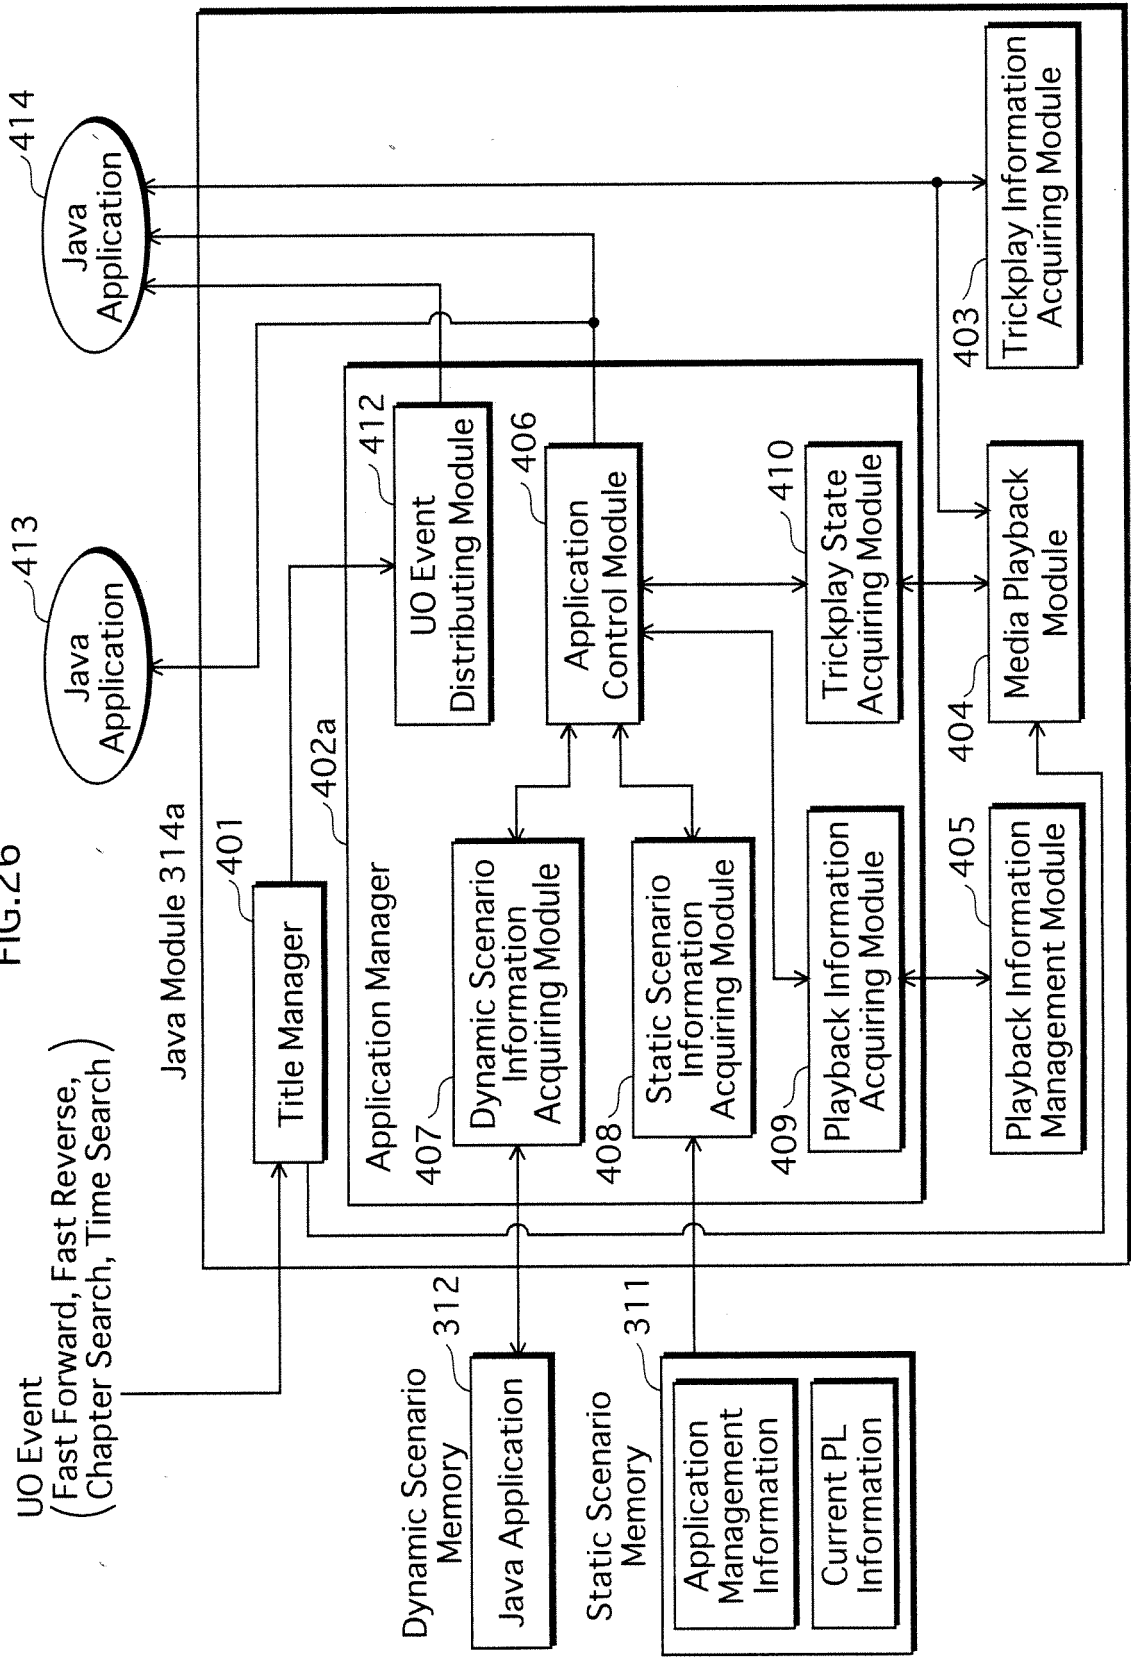 FIG.26
UO Event
(Fast Forward, Fast Reverse,
Chapter Search, Time Search)
Java Module 314a
413
Java
Application
414
Java
Application
401
Title Manager
402a
Application Manager
412
UO Event
Distributing Module
Dynamic Scenario
Memory
312
Java Application
407
Dynamic Scenario
Information
Acquiring Module
406
Application
Control Module
Static Scenario
Memory
311
Application
Management
Information
Current PL
Information
408
Static Scenario
Information
Acquiring Module
409
Playback Information
Acquiring Module
410
Trickplay State
Acquiring Module
405
Playback Information
Management Module
404
Media Playback
Module
403
Trickplay Information
Acquiring Module